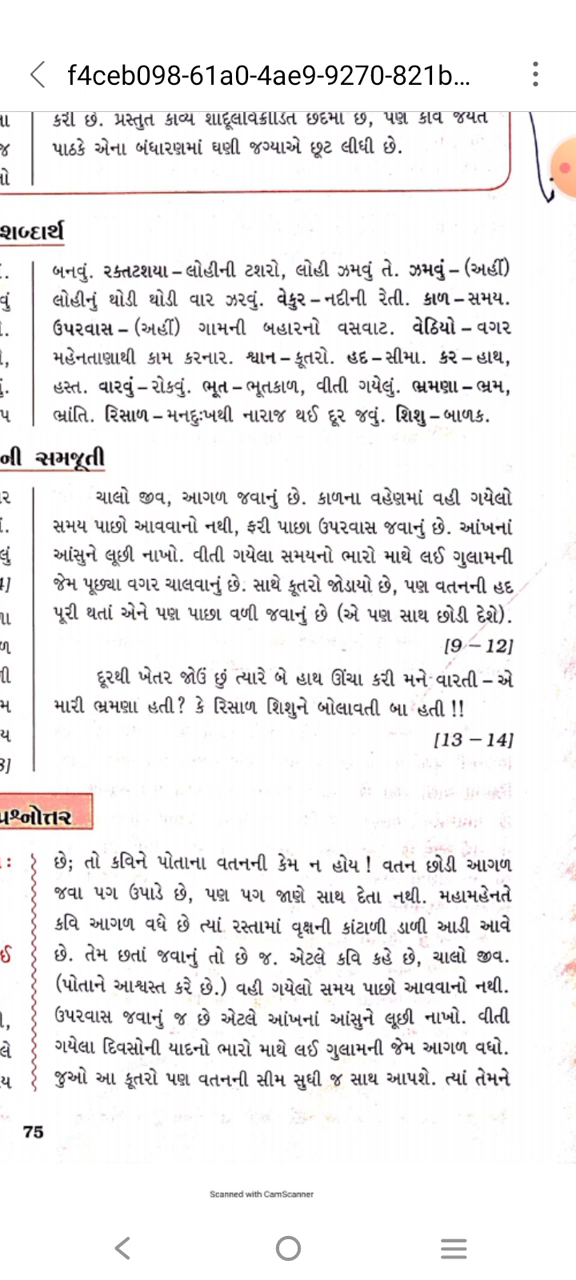 f4ceb098-61a0-4ae9-9270-821b...
કરી છે. પ્રસ્તુત કાવ્ય શાર્દૂલવિક્રીડિત છંદમાં છે, પણ કવિ જયંત
પાઠકે એના બંધારણમાં ઘણી જગ્યાએ છૂટ લીધી છે.
શબ્દાર્થ
બનવું. રક્તટશયા – લોહીની ટશરો, લોહી ઝમવું તે. ઝમવું – (અહીં)
લોહીનું થોડી થોડી વાર ઝરવું. વેકુર – નદીની રેતી. કાળ – સમય.
ઉપરવાસ – (અહીં) ગામની બહારનો વસવાટ. વેઠિયો – વગર
મહેનતાણાથી કામ કરનાર. શ્વાન – કૂતરો. હદ – સીમા. કર – હાથ,
હસ્ત. વારવું – રોકવું. ભૂત – ભૂતકાળ, વીતી ગયેલું. ભ્રમણા – ભ્રમ,
ભ્રાંતિ. રિસાળ – મનદુઃખથી નારાજ થઈ દૂર જવું. શિશુ – બાળક.
ની સમજૂતી
ચાલો જીવ, આગળ જવાનું છે. કાળના વહેણમાં વહી ગયેલો
સમય પાછો આવવાનો નથી, ફરી પાછા ઉપરવાસ જવાનું છે. આંખનાં
આંસુને લૂછી નાખો. વીતી ગયેલા સમયનો ભારો માથે લઈ ગુલામની
જેમ પૂછ્યા વગર ચાલવાનું છે. સાથે કૂતરો જોડાયો છે, પણ વતનની હદ
પૂરી થતાં એને પણ પાછા વળી જવાનું છે (એ પણ સાથ છોડી દેશે).
[9 – 12]
દૂરથી ખેતર જોઉં છું ત્યારે બે હાથ ઊંચા કરી મને વારતી – એ
મારી ભ્રમણા હતી? કે રિસાળ શિશુને બોલાવતી બા હતી !!
[13 – 14]
પ્રશ્નોત્તર
છે; તો કવિને પોતાના વતનની કેમ ન હોય ! વતન છોડી આગળ
જવા પગ ઉપાડે છે, પણ પગ જાણે સાથ દેતા નથી. મહામહેનતે
કવિ આગળ વધે છે ત્યાં રસ્તામાં વૃક્ષની કાંટાળી ડાળી આડી આવે
છે. તેમ છતાં જવાનું તો છે જ. એટલે કવિ કહે છે, ચાલો જીવ.
(પોતાને આશ્વસ્ત કરે છે.) વહી ગયેલો સમય પાછો આવવાનો નથી.
ઉપરવાસ જવાનું જ છે એટલે આંખનાં આંસુને લૂછી નાખો. વીતી
ગયેલા દિવસોની યાદનો ભારો માથે લઈ ગુલામની જેમ આગળ વધો.
જુઓ આ કૂતરો પણ વતનની સીમ સુધી જ સાથ આપશે. ત્યાં તેમને
75
Scanned with CamScanner